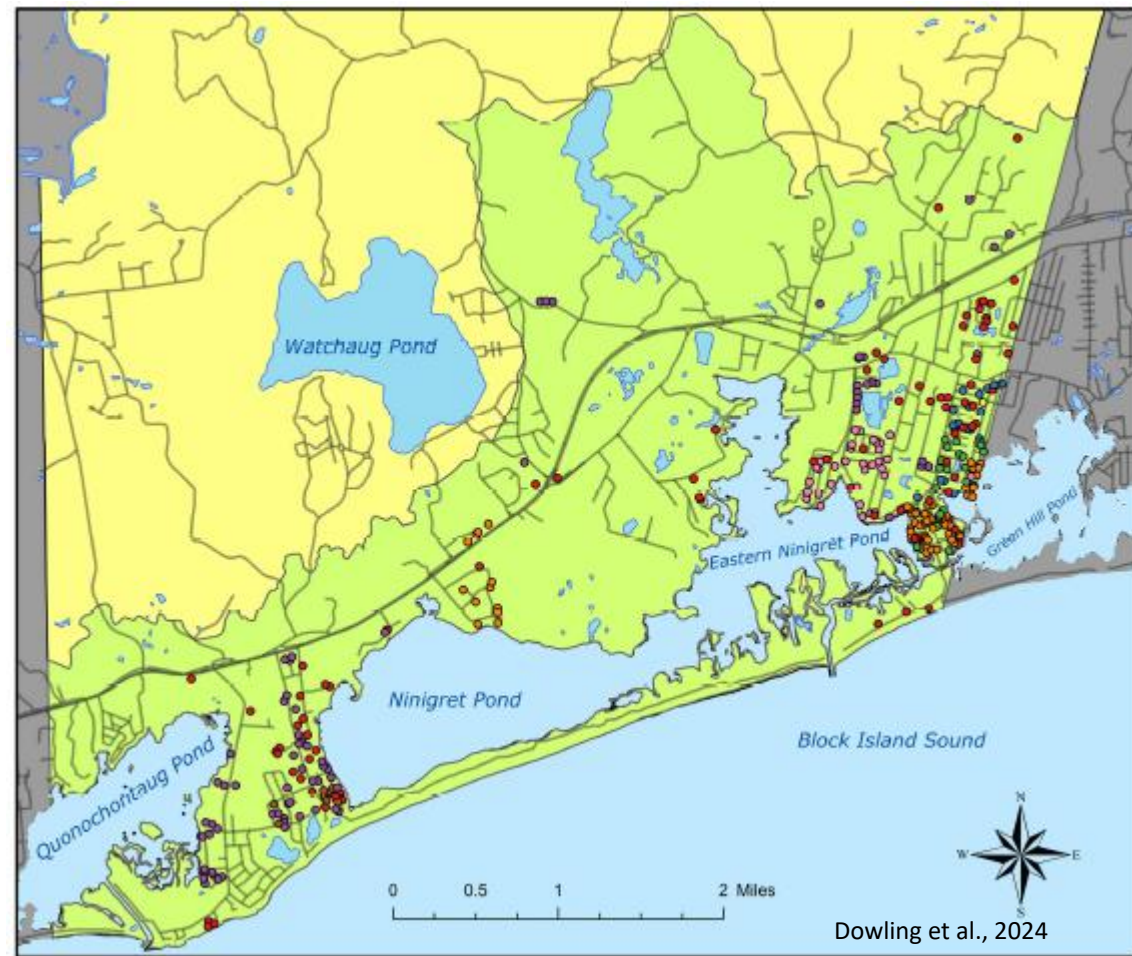 Watchaug Pond
Eastern Ninigret Pond
Green Hill Pond
Ninigret Pond
Block Island Sound
Quonochontaug Pond
N
W
E
S
0 0.5 1 2 Miles
Dowling et al., 2024